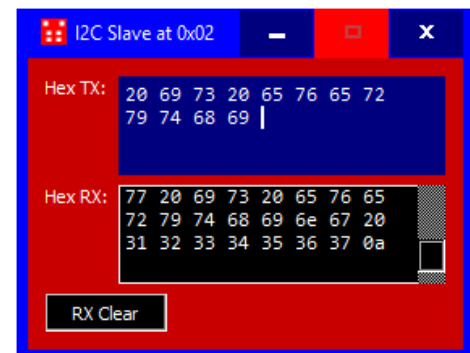 I2C Slave at 0x02
Hex TX:
20 69 73 20 65 76 65 72
79 74 68 69
Hex RX:
77 20 69 73 20 65 76 65
72 79 74 68 69 6e 67 20
31 32 33 34 35 36 37 0a
RX Clear